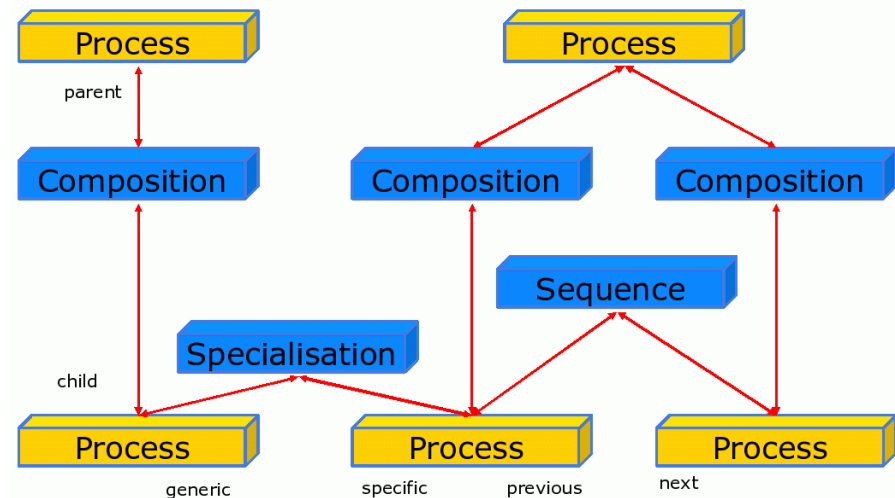 Process
Process
parent
Composition
Composition
Composition
Sequence
Specialisation
child
Process
Process
Process
generic
specific
previous
next